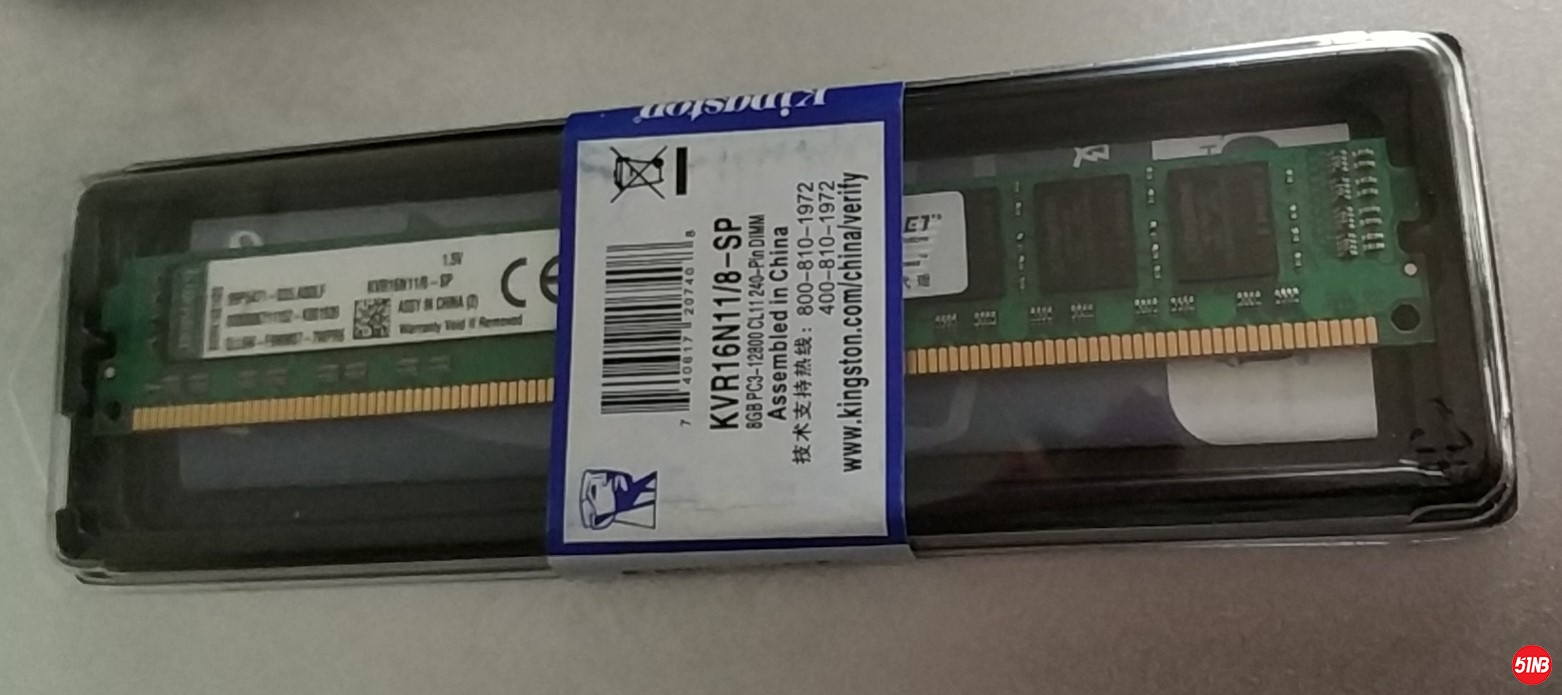 Kingston
KVR16N11/8-SP
8GB PC3-12800 CL11 240-Pin DIMM
Assembled in China
技术支持热线：800-810-1972
400-810-1972
www.kingston.com/china/verify
7 40617 20740 8
1.5V
KVR16N11/8-SP
ASSY IN CHINA (2)
Warranty Void If Removed
CE
51NB